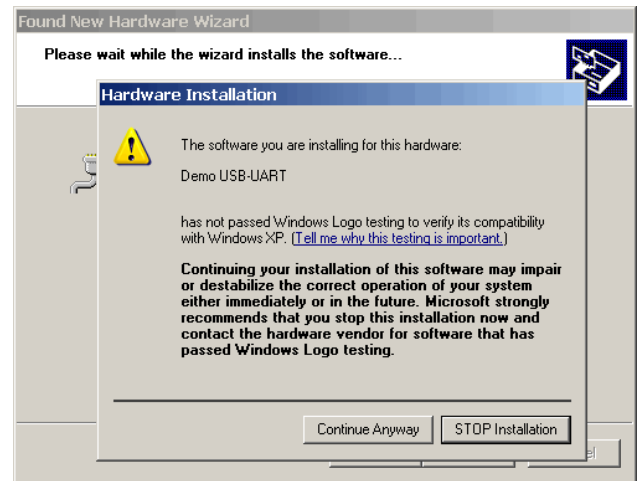 Found New Hardware Wizard
Please wait while the wizard installs the software...
Hardware Installation
The software you are installing for this hardware:
Demo USB-UART
has not passed Windows Logo testing to verify its compatibility
with Windows XP. (Tell me why this testing is important.)
Continuing your installation of this software may impair
or destabilize the correct operation of your system
either immediately or in the future. Microsoft strongly
recommends that you stop this installation now and
contact the hardware vendor for software that has
passed Windows Logo testing.
Continue Anyway STOP Installation